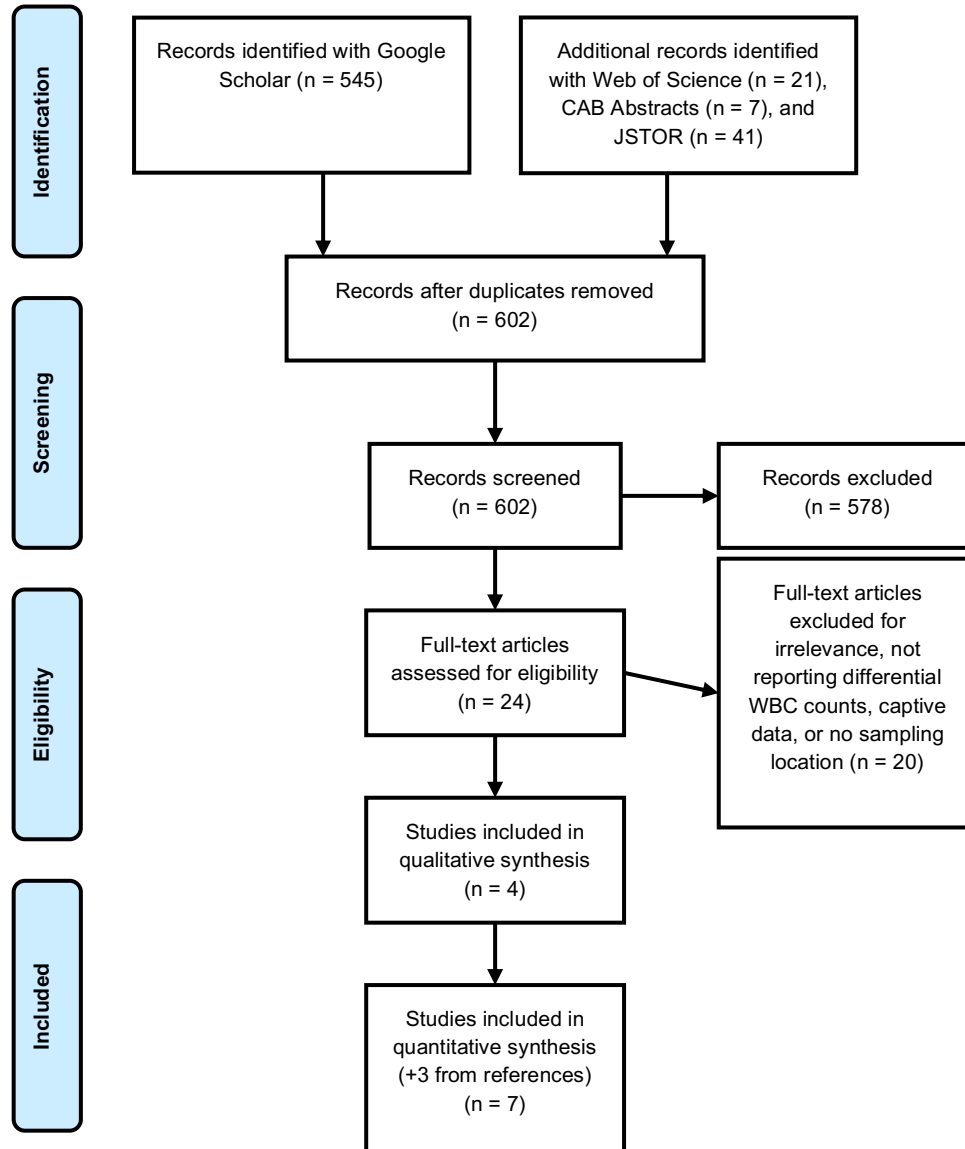 Identification
Records identified with Google
Scholar (n = 545)
Additional records identified
with Web of Science (n = 21),
CAB Abstracts (n = 7), and
JSTOR (n = 41)
Records after duplicates removed
(n = 602)
Screening
Records screened
(n = 602)
Records excluded
(n = 578)
Eligibility
Full-text articles
assessed for eligibility
(n = 24)
Full-text articles
excluded for
irrelevance, not
reporting differential
WBC counts, captive
data, or no sampling
location (n = 20)
Studies included in
qualitative synthesis
(n = 4)
Included
Studies included in
quantitative synthesis
(+3 from references)
(n = 7)